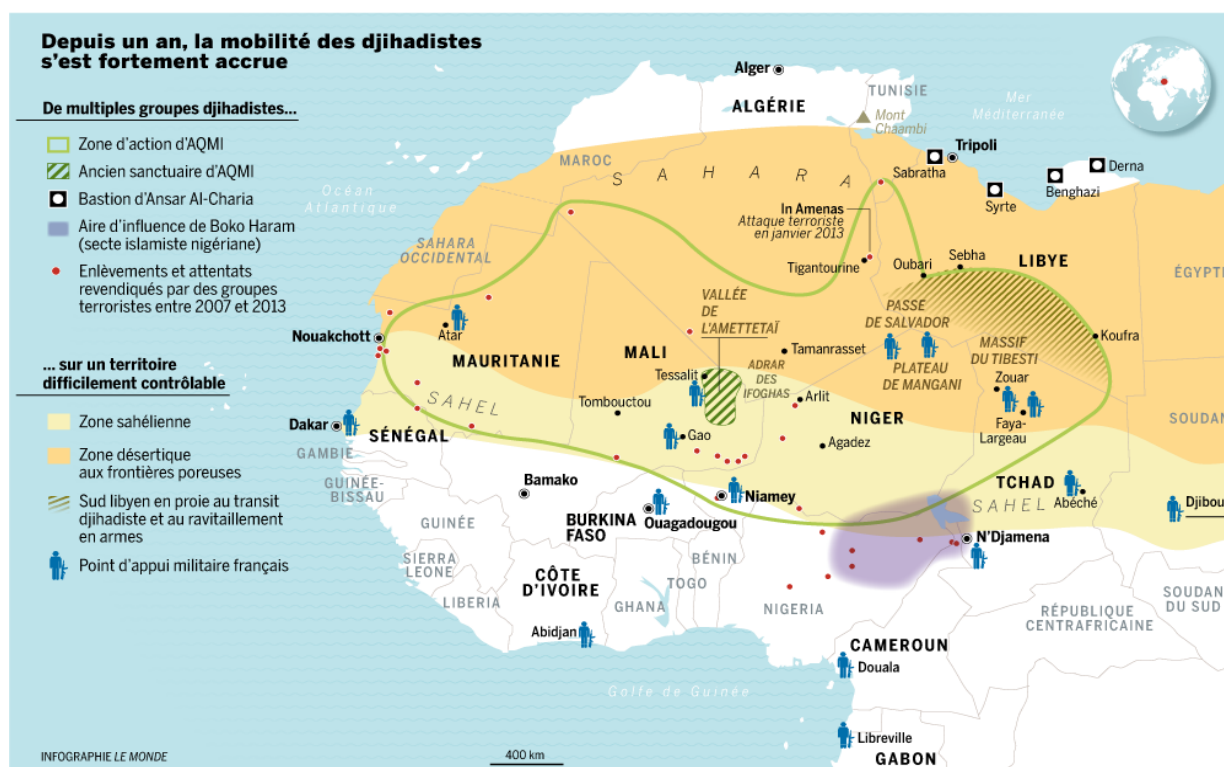 Depuis un an, la mobilité des djihadistes
s'est fortement accrue
De multiples groupes djihadistes...
Zone d'action d'AQMI
Ancien sanctuaire d'AQMI
Bastion d'Ansar Al-Charia
Aire d'influence de Boko Haram
(secte islamiste nigériane)
Enlèvements et attentats
revendiqués par des groupes
terroristes entre 2007 et 2013
... sur un territoire
difficilement contrôlable
Zone sahélienne
Zone désertique
aux frontières poreuses
Sud libyen en proie au transit
djihadiste et au ravitaillement
en armes
Point d'appui militaire français
INFOGRAPHIE LE MONDE
400 km
Alger
ALGÉRIE
TUNISIE
Mont
Chaambi
Mer
Méditerranée
MAROC
Océan
Atlantique
SAHARA
Tripoli
Sabratha
Syrte
Benghazi
Derna
In Amenas
Attaque terroriste
en janvier 2013
Tigantourine
Oubari
Sebha
LIBYE
ÉGYPT
SAHARA
OCCIDENTAL
VALLÉE
DE
L'AMETTETAÏ
PASSE
DE SALVADOR
PLATEAU
DE MANGANI
MASSIF
DU TIBESTI
Koufra
Nouakchott
Atar
MAURITANIE
MALI
Tamanrasset
Tessalit
ADRAR
DES
IFOGHAS
Zouar
Faya-
Largeau
SAHEL
Tombouctou
Arlit
NIGER
SOUDA
Dakar
SÉNÉGAL
Gao
Agadez
GAMBIE
GUINÉE-
BISSAU
Bamako
Niamey
TCHAD
Abéché
SAHEL
Djibou
BURKINA
FASO
Ouagadougou
N'Djamena
GUINÉE
SIERRA
LEONE
BÉNIN
CÔTE
D'IVOIRE
TOGO
GHANA
LIBERIA
NIGERIA
SOUDAN
DU SUD
RÉPUBLIQUE
CENTRAFRICAINE
Abidjan
CAMEROUN
Douala
Golfe de Guinée
Libreville
GABON